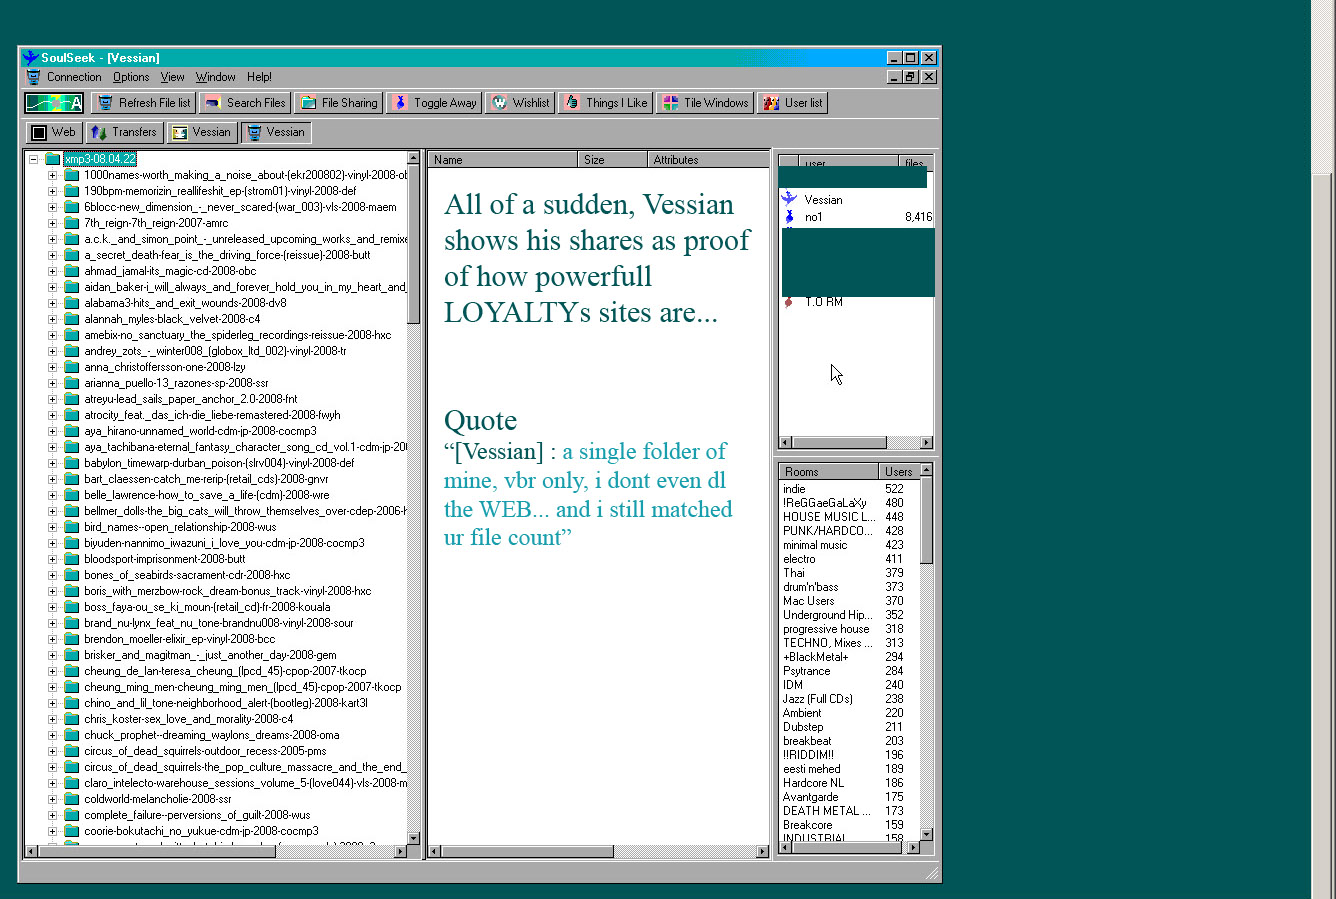 SoulSeek - [Vessian]
Connection Options View Window Help!
A Refresh File list Search Files File Sharing Toggle Away Wishlist Things I Like Tile Windows User list
Web Transfers Vessian Vessian
xmp3-08.04.22
1000names-worth_making_a_noise_about-(ekr200802)-vinyl-2008-ob
190bpm-memorizin_reallifeshit_ep-(strom01)-vinyl-2008-def
6blocc-new_dimension_-_never_scared-(war_003)-vls-2008-maem
7th_reign-7th_reign-2007-amrc
a.c.k._and_simon_point_-_unreleased_upcoming_works_and_remixe
a_secret_death-fear_is_the_driving_force-(reissue)-2008-butt
ahmad_jamal-its_magic-cd-2008-obc
aidan_baker-i_will_always_and_forever_hold_you_in_my_heart_and_
alabama3-hits_and_exit_wounds-2008-dv8
alannah_myles-black_velvet-2008-c4
amebix-no_sanctuary_the_spiderleg_recordings-reissue-2008-hxc
andrey_zots_-_winter008_(globox_ltd_002)-vinyl-2008-tr
anna_christoffersson-one-2008-lzy
arianna_puello-13_razones-sp-2008-ssr
atreyu-lead_sails_paper_anchor_2.0-2008-fnt
atrocity_feat._das_ich-die_liebe-remastered-2008-fwyh
aya_hirano-unnamed_world-cdm-jp-2008-cocmp3
aya_tachibana-eternal_fantasy_character_song_cd_vol.1-cdm-jp-20
babylon_timewarp-durban_poison-(slrv004)-vinyl-2008-def
bart_claessen-catch_me-rerip-(retail_cds)-2008-gnvr
belle_lawrence-how_to_save_a_life-(cdm)-2008-wre
bellmer_dolls-the_big_cats_will_throw_themselves_over-cdep-2006-h
bird_names--open_relationship-2008-wus
biyuden-nannimo_iwazuni_i_love_you-cdm-jp-2008-cocmp3
bloodsport-imprisonment-2008-butt
bones_of_seabirds-sacrament-cdr-2008-hxc
boris_with_merzbow-rock_dream-bonus_track-vinyl-2008-hxc
boss_faya-ou_se_ki_moun-(retail_cd)-fr-2008-kouala
brand_nu-lynx_feat_nu_tone-brandnu008-vinyl-2008-sour
brendon_moeller-elixir_ep-vinyl-2008-bcc
brisker_and_magitman_-_just_another_day-2008-gem
cheung_de_lan-teresa_cheung_(lpcd_45)-cpop-2007-tkocp
cheung_ming_men-cheung_ming_men_(lpcd_45)-cpop-2007-tkocp
chino_and_lil_tone-neighborhood_alert-(bootleg)-2008-kart3l
chris_koster-sex_love_and_morality-2008-c4
chuck_prophet--dreaming_waylons_dreams-2008-oma
circus_of_dead_squirrels-outdoor_recess-2005-pms
circus_of_dead_squirrels-the_pop_culture_massacre_and_the_end_
claro_intelecto-warehouse_sessions_volume_5-(love044)-vls-2008-m
coldworld-melancholie-2008-ssr
complete_failure--perversions_of_guilt-2008-wus
coorie-bokutachi_no_yukue-cdm-jp-2008-cocmp3
Name Size Attributes
All of a sudden, Vessian
shows his shares as proof
of how powerfull
LOYALTYs sites are...
Quote
“[Vessian] : a single folder of
mine, vbr only, i dont even dl
the WEB... and i still matched
ur file count”
user files
Vessian
no1 8,416
T.O RM
Rooms Users
indie 522
!ReGGaeGaLaXy 480
HOUSE MUSIC L... 448
PUNK/HARDCO... 428
minimal music 423
electro 411
Thai 379
drum'n'bass 373
Mac Users 370
Underground Hip... 352
progressive house 318
TECHNO, Mixes ... 313
+BlackMetal+ 294
Psytrance 284
IDM 240
Jazz (Full CDs) 238
Ambient 220
Dubstep 211
breakbeat 203
!!RIDDIM!! 196
eesti mehed 189
Hardcore NL 186
Avantgarde 175
DEATH METAL ... 173
Breakcore 159
INDUSTRIAL 158